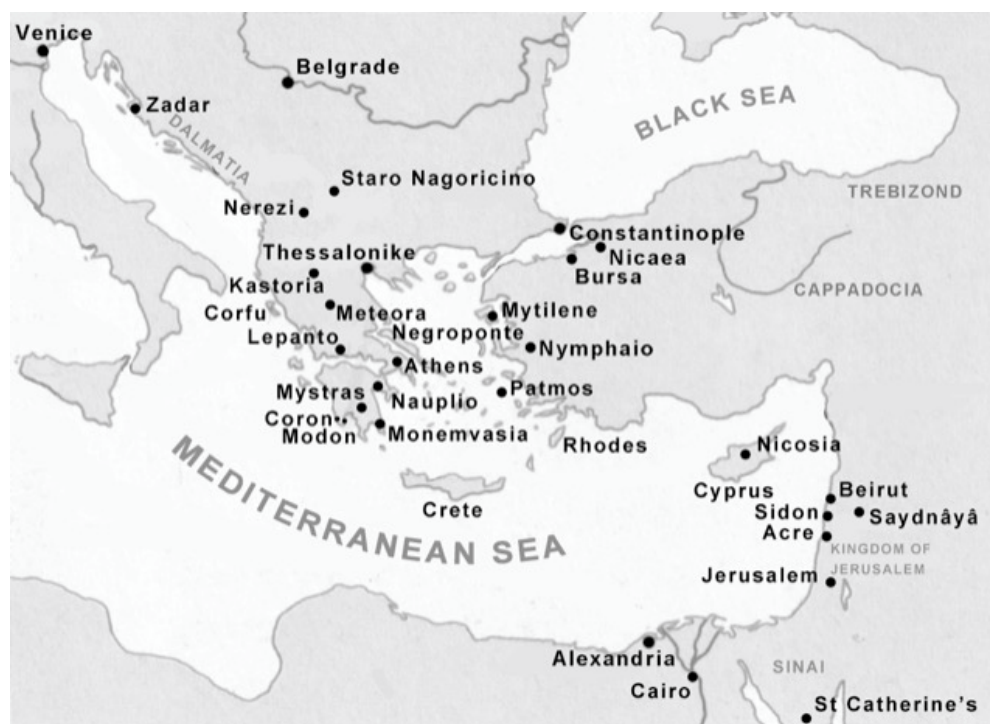 Venice
Belgrade
Zadar
DALMATIA
BLACK SEA
Staro Nagoricino
TREBIZOND
Nerezi
Constantinople
Thessalonike
Nicaea
Bursa
Kastoria
CAPPADOCIA
Corfu
Meteora
Mytilene
Negroponte
Lepanto
Nymphaio
Athens
Mystras
Patmos
Nauplio
Coron
Modon
Monemvasia
Rhodes
Nicosia
MEDITERRANEAN SEA
Cyprus
Beirut
Crete
Sidon
Saydnâyâ
Acre
KINGDOM OF
JERUSALEM
Jerusalem
Alexandria
SINAI
Cairo
St Catherine's